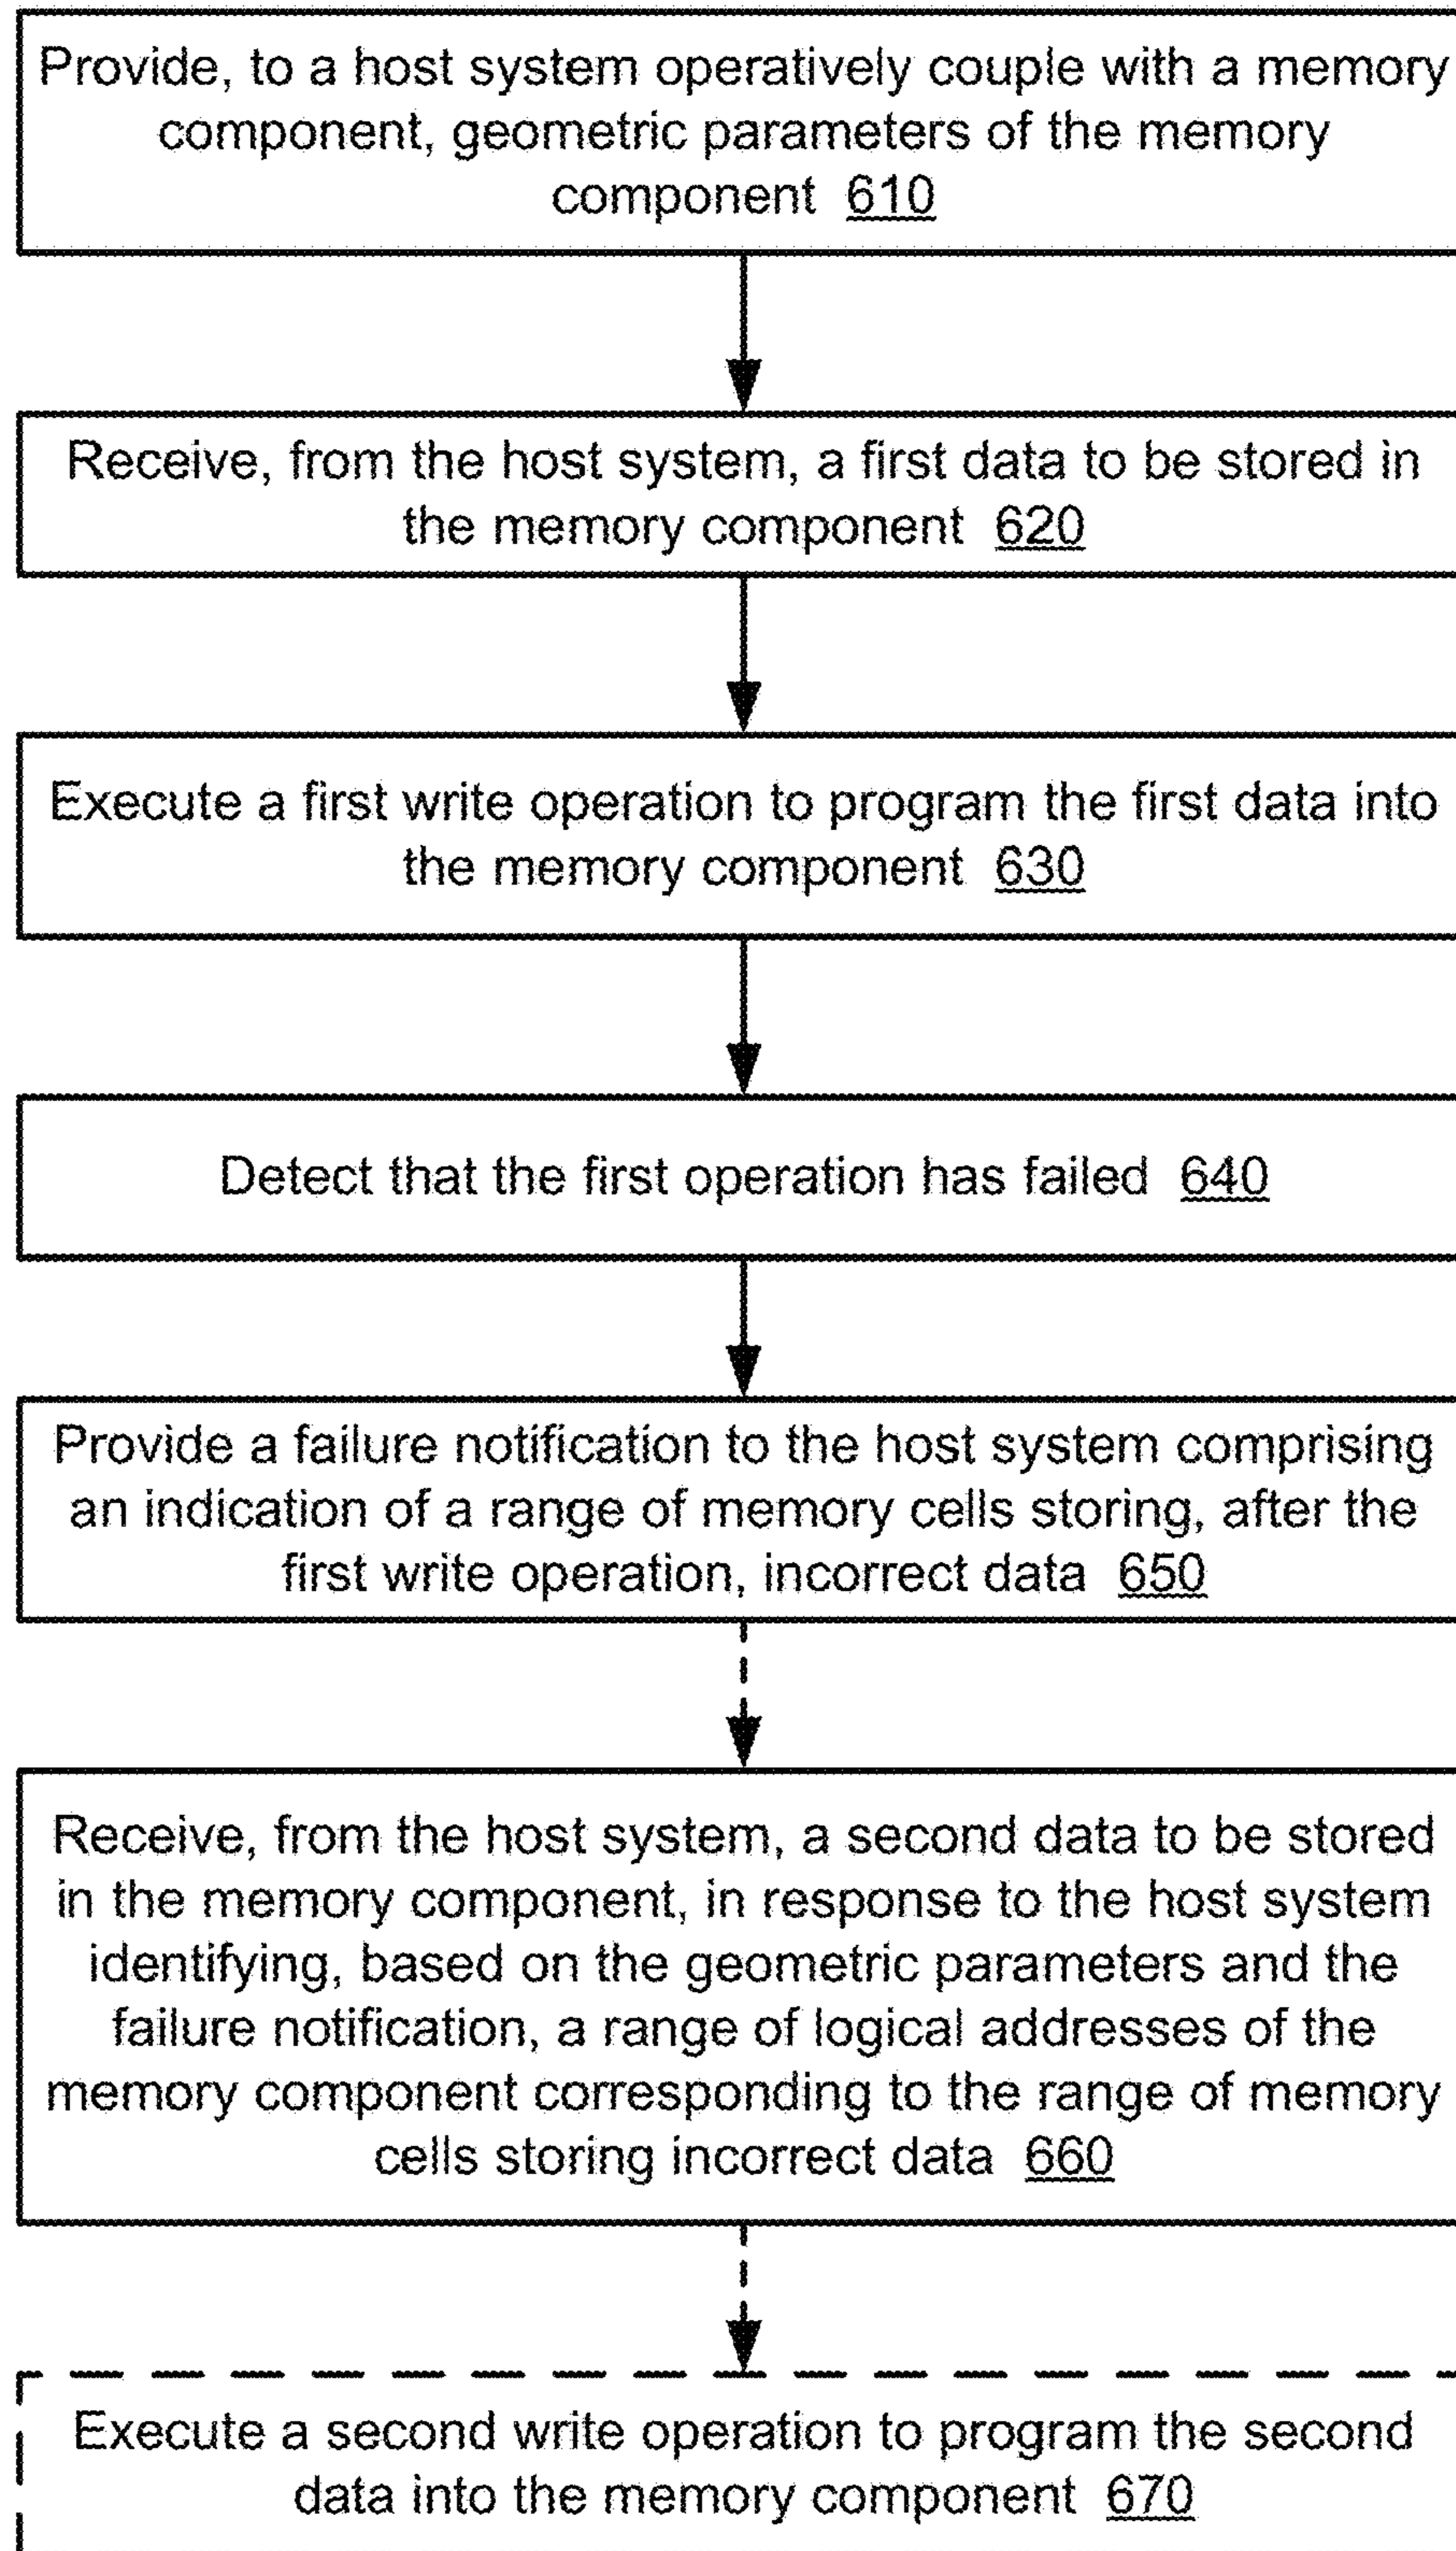 Provide, to a host system operatively couple with a memory
component, geometric parameters of the memory
component 610
Receive, from the host system, a first data to be stored in
the memory component 620
Execute a first write operation to program the first data into
the memory component 630
Detect that the first operation has failed 640
Provide a failure notification to the host system comprising
an indication of a range of memory cells storing, after the
first write operation, incorrect data 650
Receive, from the host system, a second data to be stored
in the memory component, in response to the host system
identifying, based on the geometric parameters and the
failure notification, a range of logical addresses of the
memory component corresponding to the range of memory
cells storing incorrect data 660
Execute a second write operation to program the second
data into the memory component 670